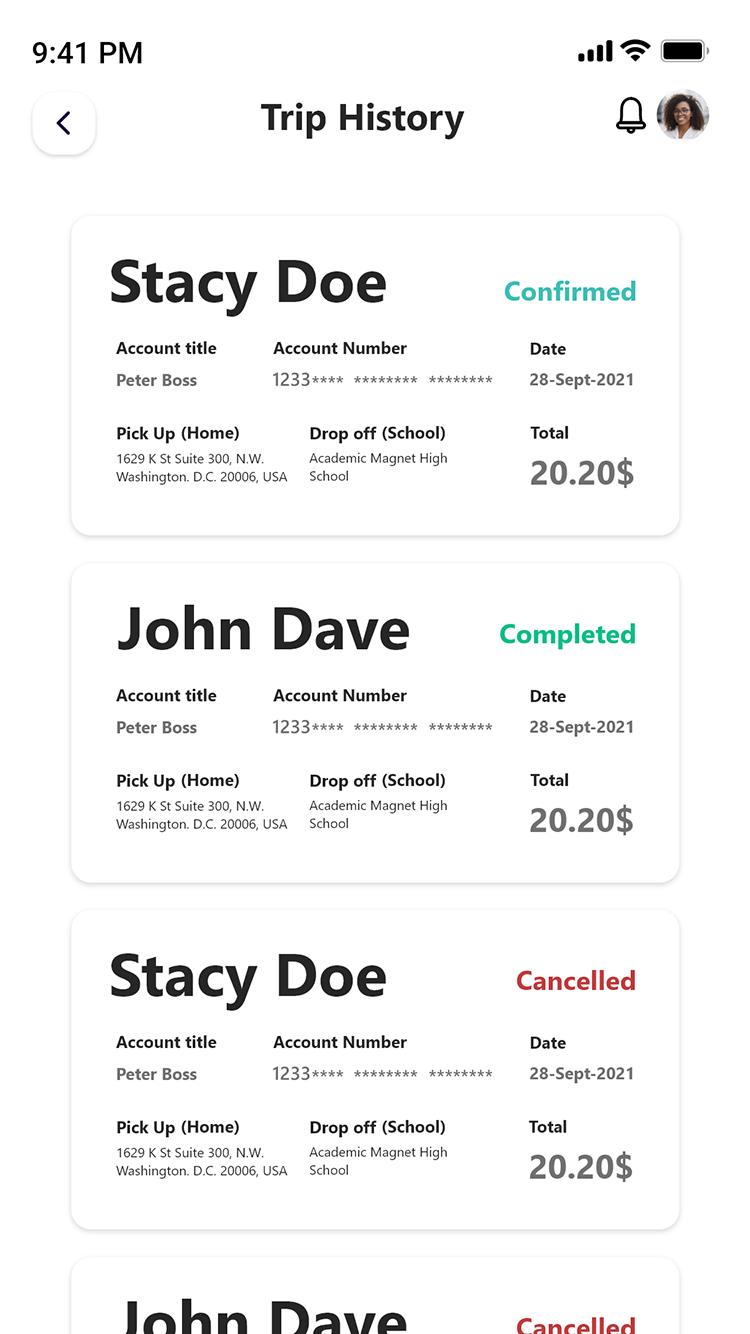 9:41 PM
Trip History
Stacy Doe
Confirmed
Account title Account Number Date
Peter Boss 1233**** ******** ******** 28-Sept-2021
Pick Up (Home) Drop off (School) Total
1629 K St Suite 300, N.W. Academic Magnet High
Washington. D.C. 20006, USA School
20.20$
John Dave
Completed
Account title Account Number Date
Peter Boss 1233**** ******** ******** 28-Sept-2021
Pick Up (Home) Drop off (School) Total
1629 K St Suite 300, N.W. Academic Magnet High
Washington. D.C. 20006, USA School
20.20$
Stacy Doe
Cancelled
Account title Account Number Date
Peter Boss 1233**** ******** ******** 28-Sept-2021
Pick Up (Home) Drop off (School) Total
1629 K St Suite 300, N.W. Academic Magnet High
Washington. D.C. 20006, USA School
20.20$
John Dave
Cancelled